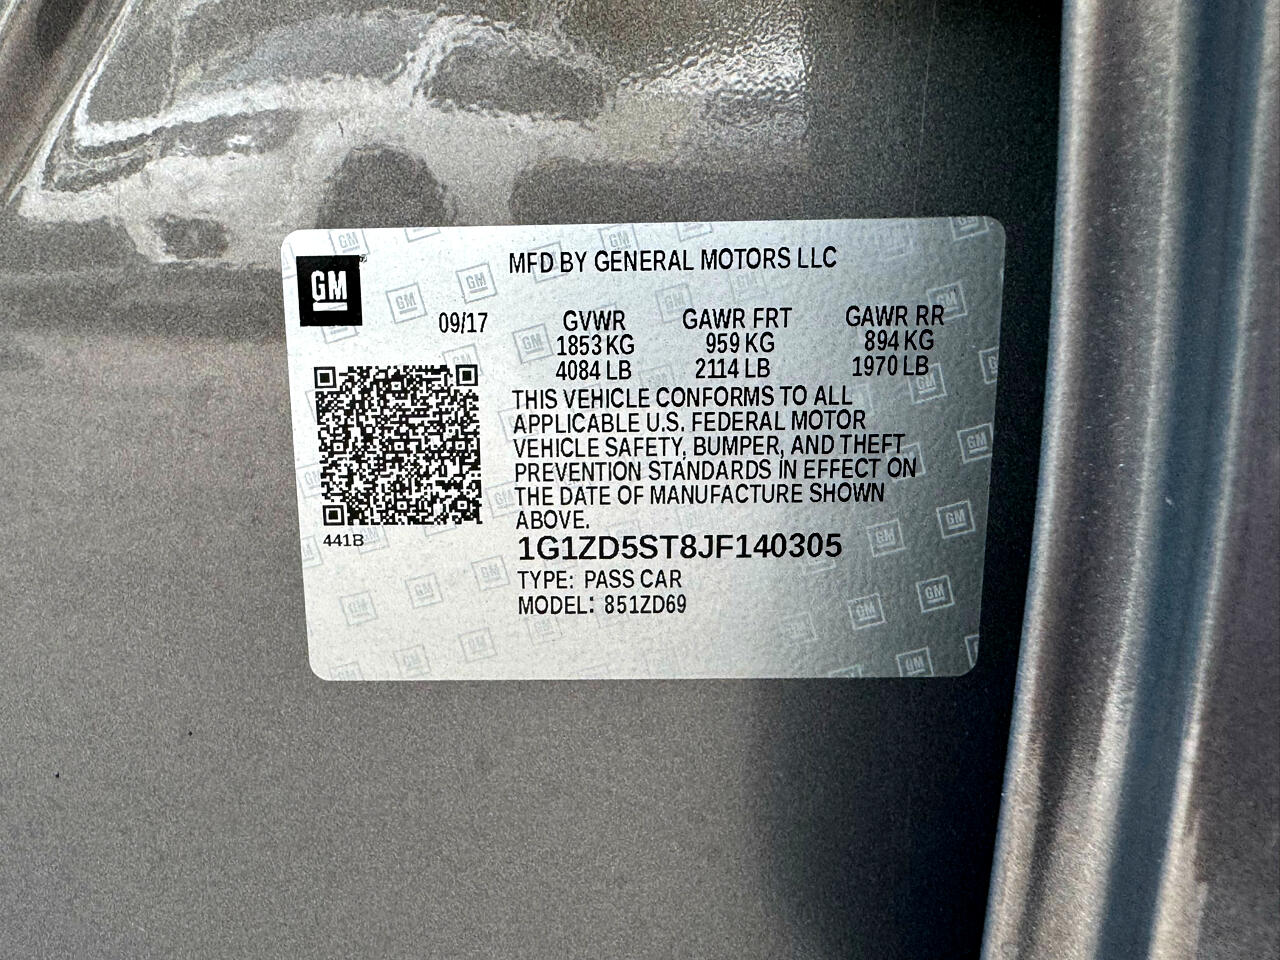 GM
MFD BY GENERAL MOTORS LLC
09/17
GVWR GAWR FRT GAWR RR
1853 KG 959 KG 894 KG
4084 LB 2114 LB 1970 LB
THIS VEHICLE CONFORMS TO ALL
APPLICABLE U.S. FEDERAL MOTOR
VEHICLE SAFETY, BUMPER, AND THEFT
PREVENTION STANDARDS IN EFFECT ON
THE DATE OF MANUFACTURE SHOWN
ABOVE.
441B
1G1ZD5ST8JF140305
TYPE: PASS CAR
MODEL: 851ZD69